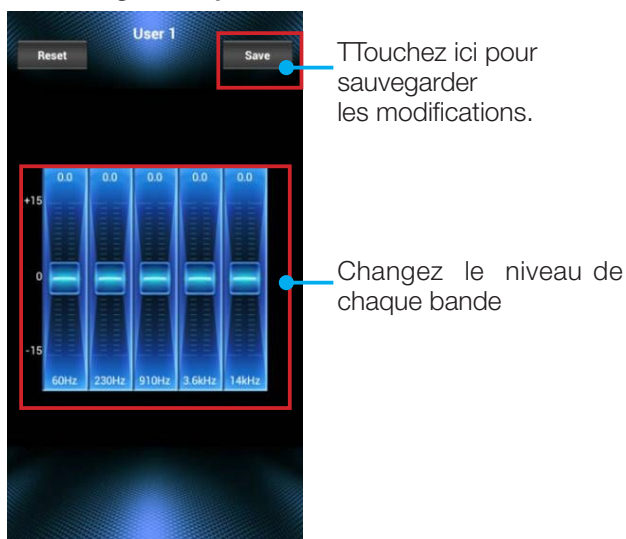 User 1
Reset
Save
TTouchez ici pour
sauvegarder
les modifications.
0.0 0.0 0.0 0.0 0.0
+15
0
-15
60Hz 230Hz 910Hz 3.6kHz 14kHz
Changez le niveau de
chaque bande